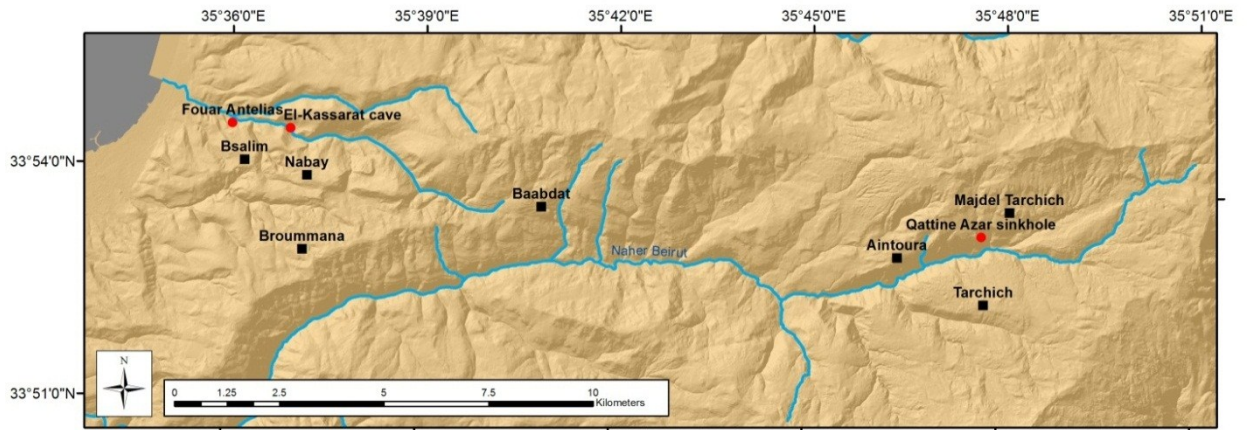 35°36'0"E 35°39'0"E 35°42'0"E 35°45'0"E 35°48'0"E 35°51'0"E
Fouar Antelias
El-Kassarat cave
33°54'0"N
Bsalim
Nabay
Baabdat
Majdel Tarchich
Qattine Azar sinkhole
Broummana
Aintoura
Naher Beirut
Tarchich
N
33°51'0"N
0 1.25 2.5 5 7.5 10
Kilometers